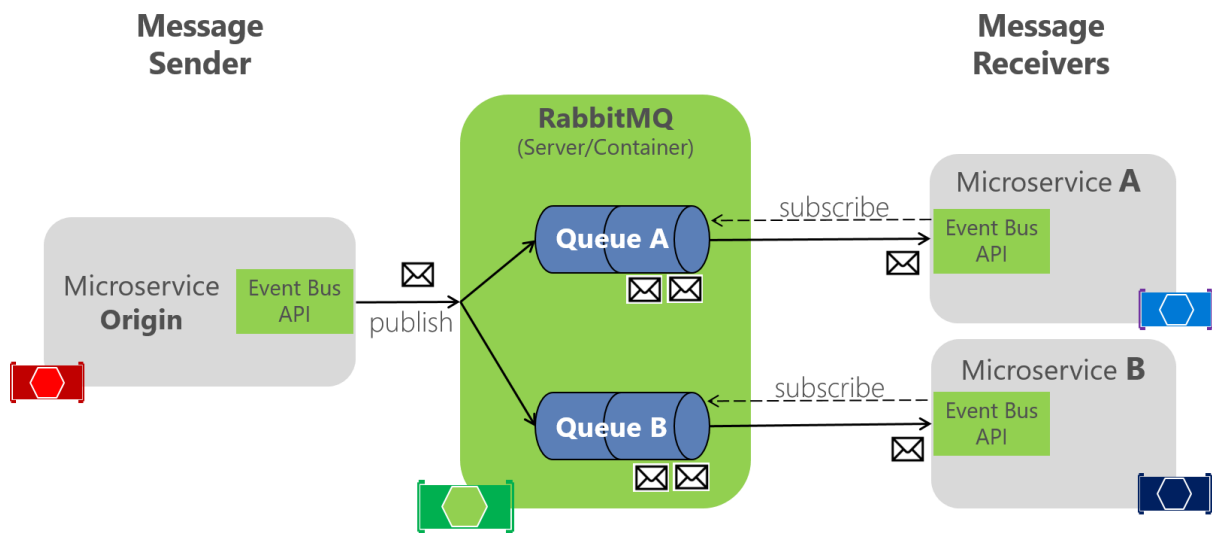 Message
Sender
Message
Receivers
RabbitMQ
(Server/Container)
Microservice
Origin
Event Bus
API
publish
Queue A
Queue B
subscribe
subscribe
Microservice A
Event Bus
API
Microservice B
Event Bus
API